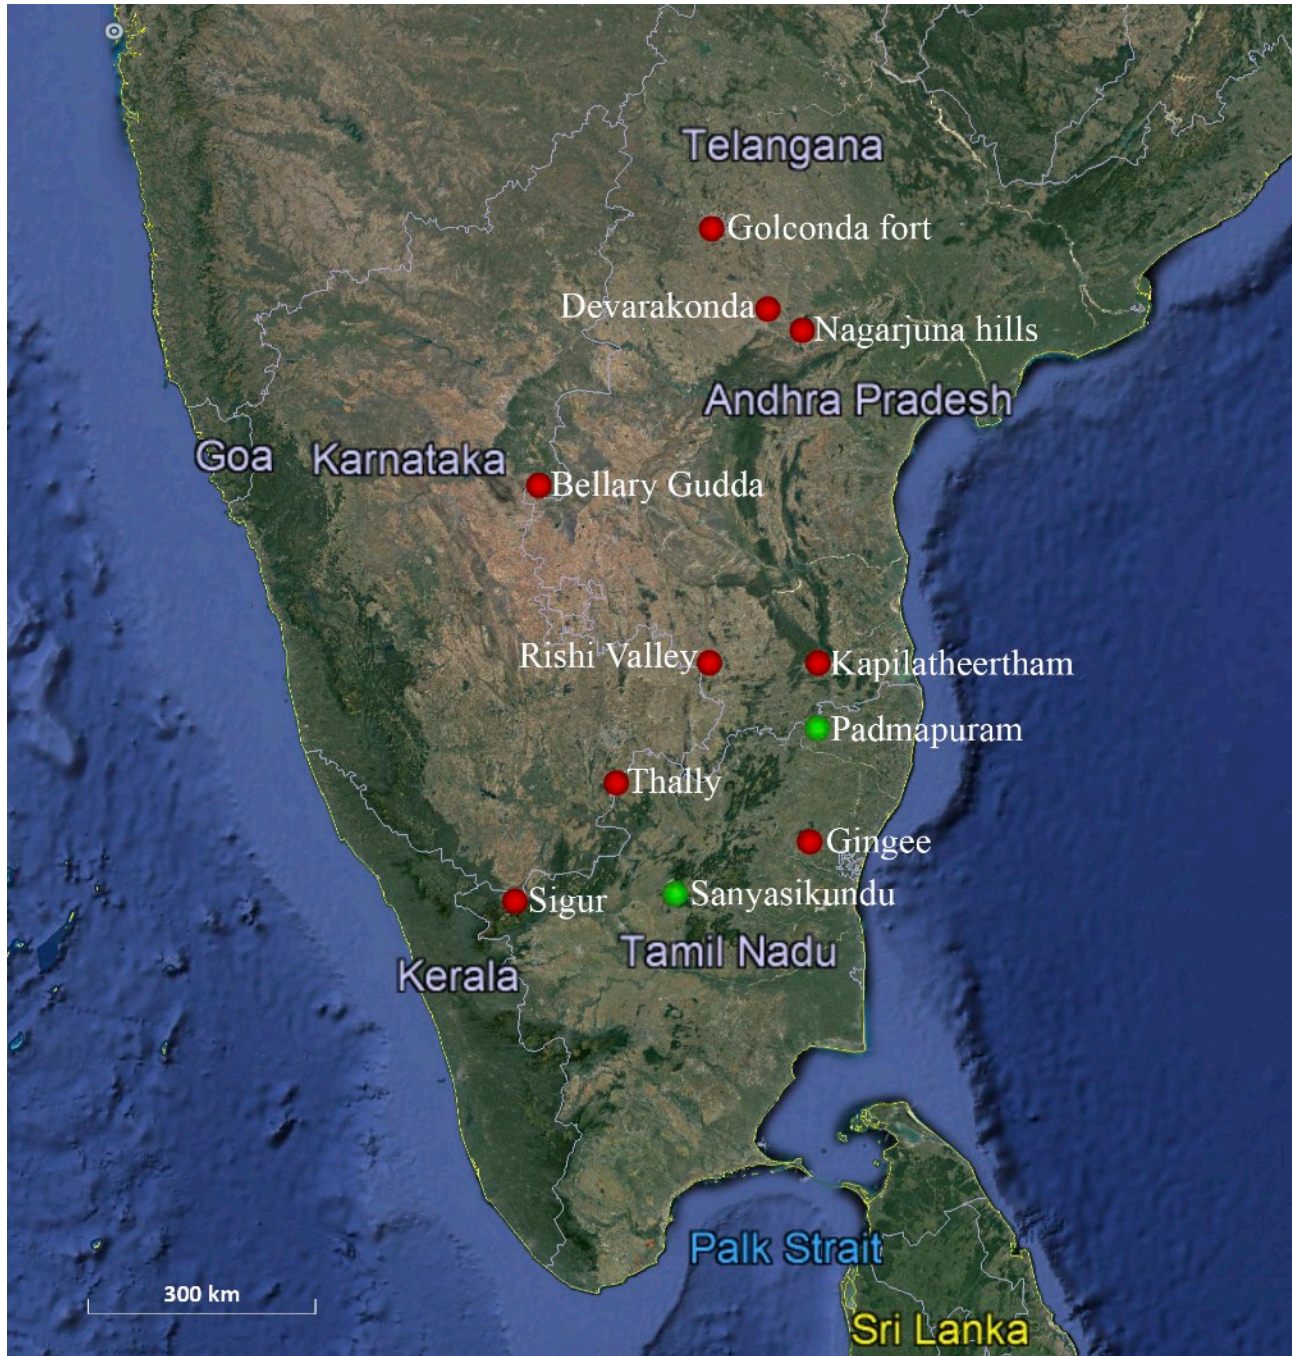 Telangana
Golconda fort
Devarakonda
Nagarjuna hills
Andhra Pradesh
Goa
Karnataka
Bellary Gudda
Rishi Valley
Kapilatheertham
Padmapuram
Thally
Gingee
Sanyasikundu
Sigur
Tamil Nadu
Kerala
Palk Strait
300 km
Sri Lanka